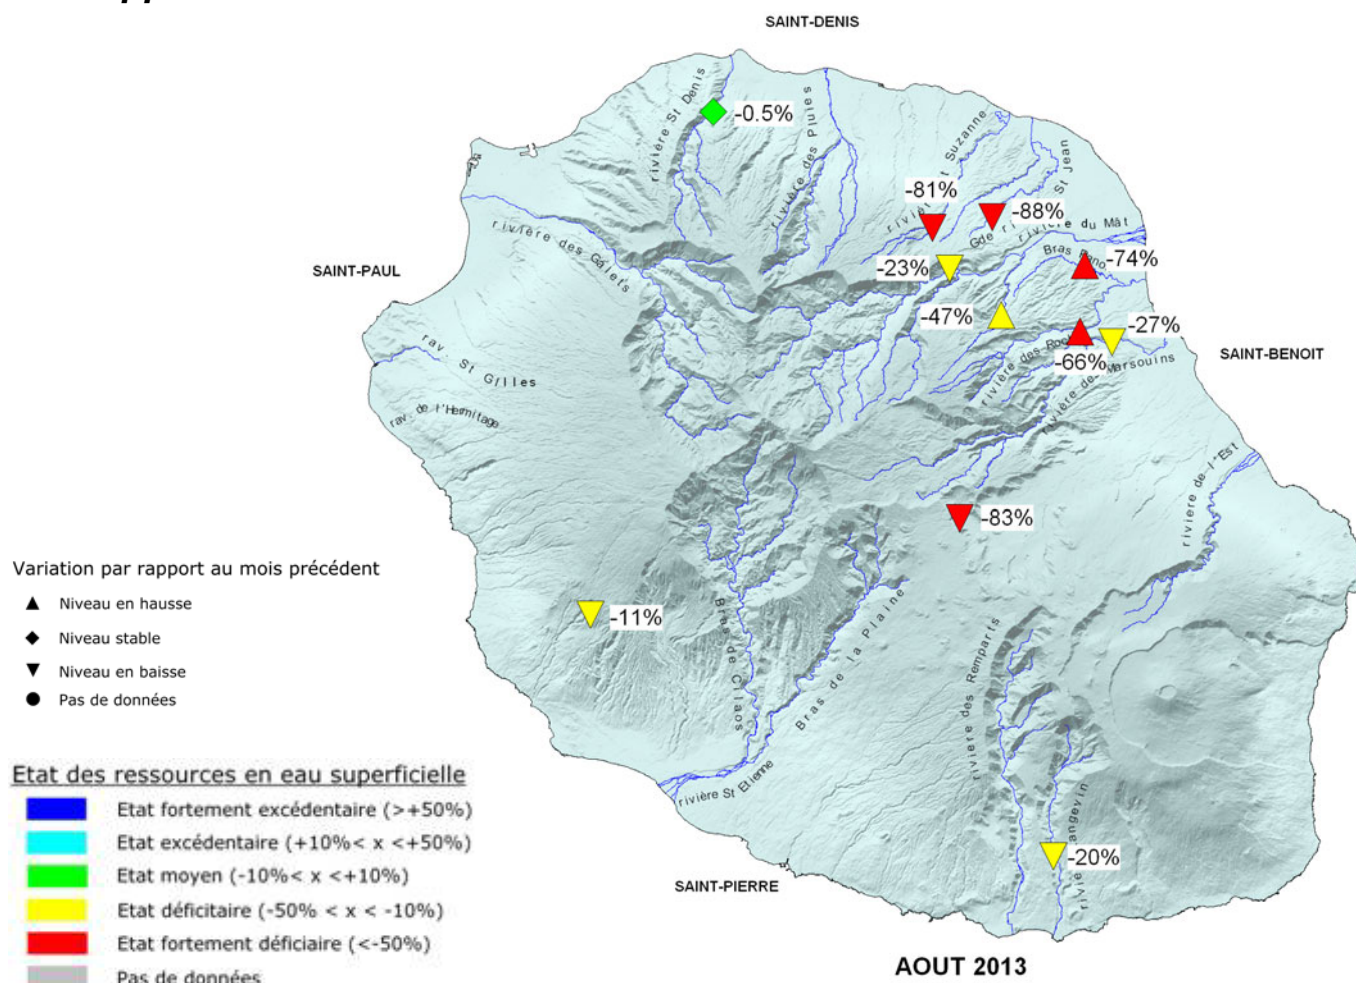 SAINT-DENIS
rivière St Denis
-0.5%
rivière des Pluies
-81%
-88%
St Jean
rivière des Galets
rivière du Mât
SAINT-PAUL
-23%
-74%
-47%
-27%
SAINT-BENOIT
-66%
rav. St Gilles
rav. de l'Hermitage
rivière de l'Est
-83%
Variation par rapport au mois précédent
Niveau en hausse
-11%
Niveau stable
Niveau en baisse
Pas de données
Bras de Cilaos
Bras de la Plaine
rivière des Remparts
Etat des ressources en eau superficielle
rivière St Etienne
Etat fortement excédentaire (>+50%)
Etat excédentaire (+10%< x <+50%)
-20%
Etat moyen (-10%< x <+10%)
SAINT-PIERRE
Etat déficitaire (-50% < x < -10%)
Etat fortement déficiaire (<-50%)
AOUT 2013
Pas de données